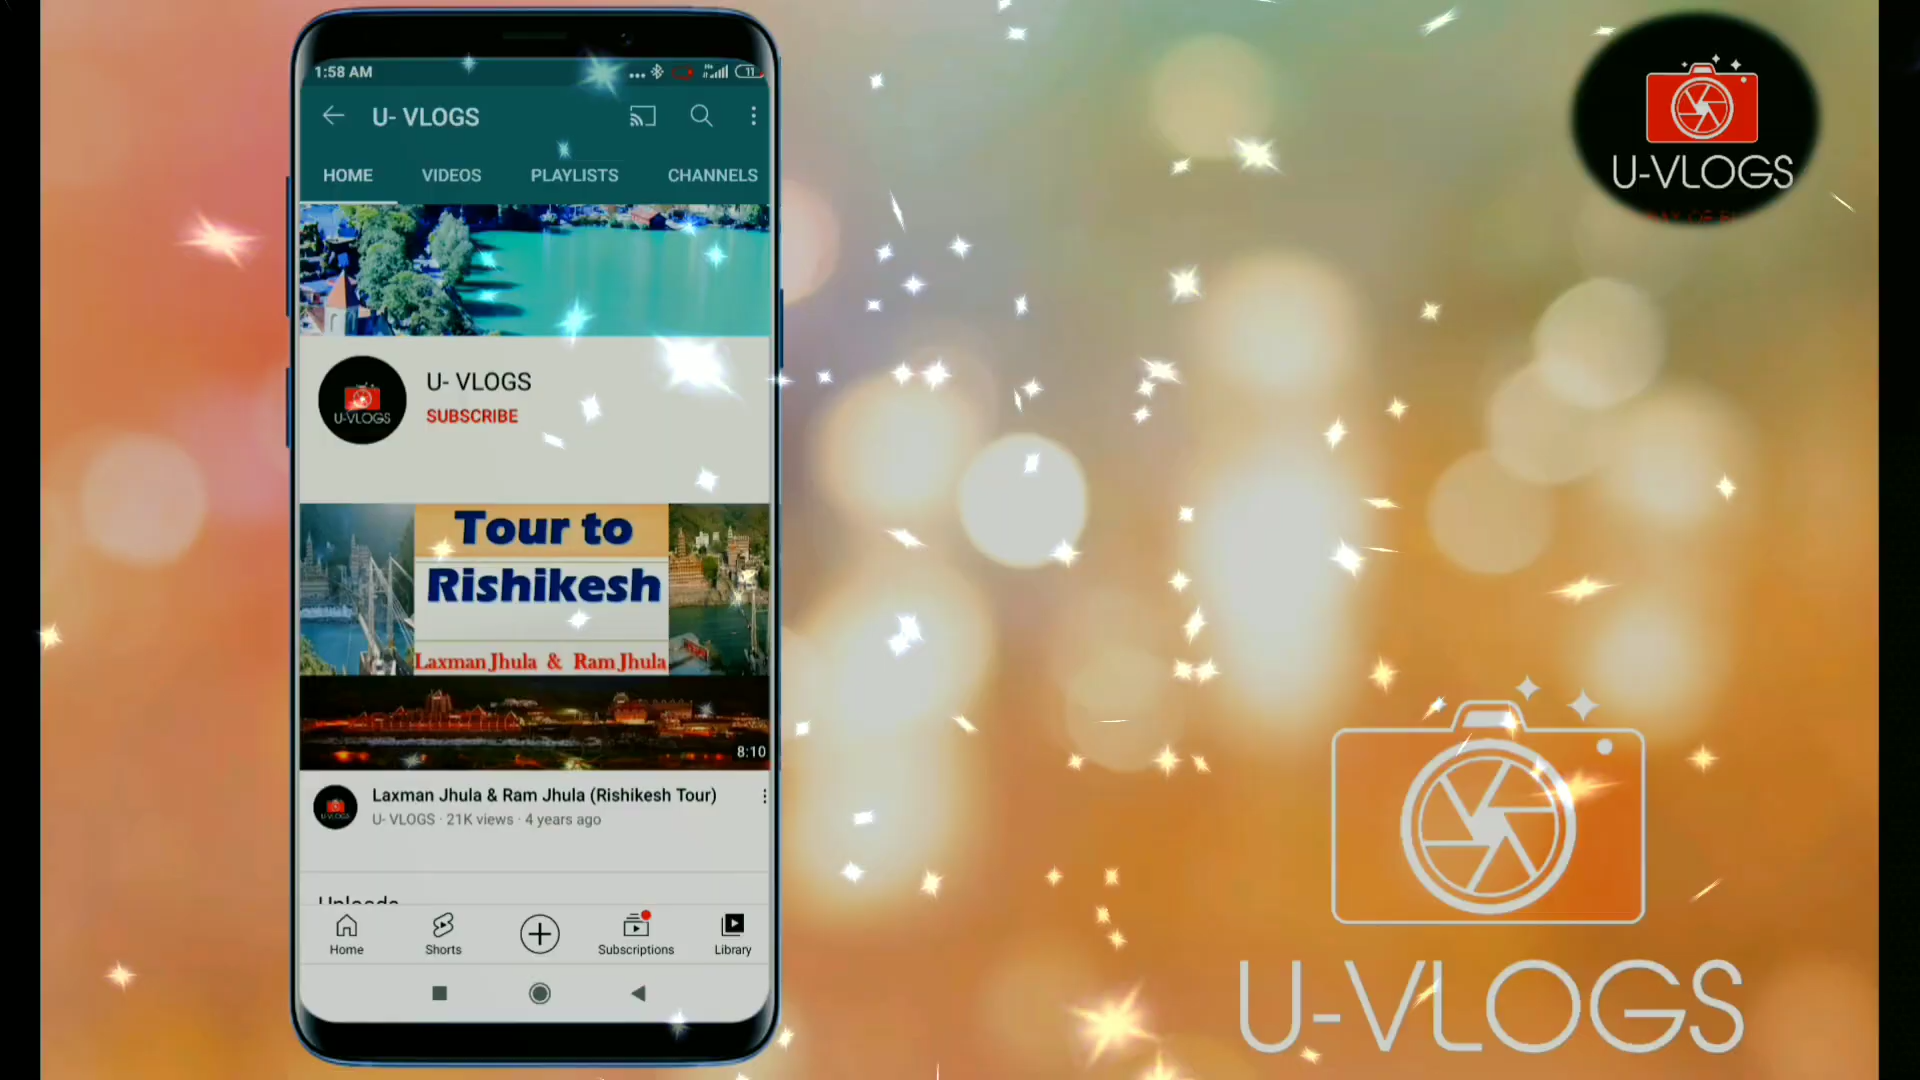 1:58 AM
11
U- VLOGS
HOME VIDEOS PLAYLISTS CHANNELS
U-VLOGS
U- VLOGS
SUBSCRIBE
Tour to
Rishikesh
Laxman Jhula & Ram Jhula
8:10
Laxman Jhula & Ram Jhula (Rishikesh Tour)
U- VLOGS · 21K views · 4 years ago
Uploads
Home Shorts Subscriptions Library
U-VLOGS
U-VLOGS